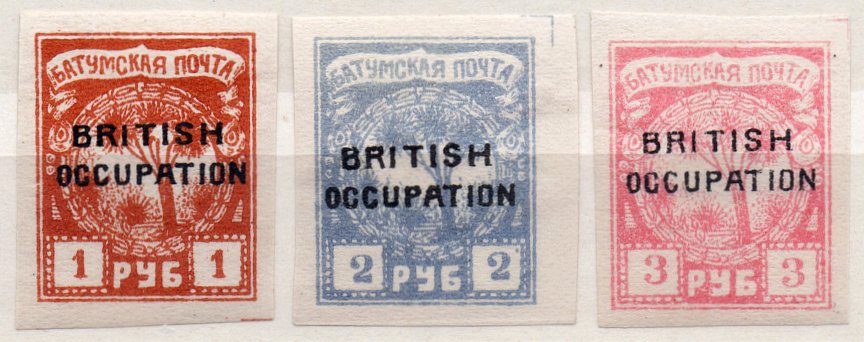 БАТУМСКАЯ ПОЧТА
BRITISH
OCCUPATION
1 РУБ 1
БАТУМСКАЯ ПОЧТА
BRITISH
OCCUPATION
2 РУБ 2
БАТУМСКАЯ ПОЧТА
BRITISH
OCCUPATION
3 РУБ 3